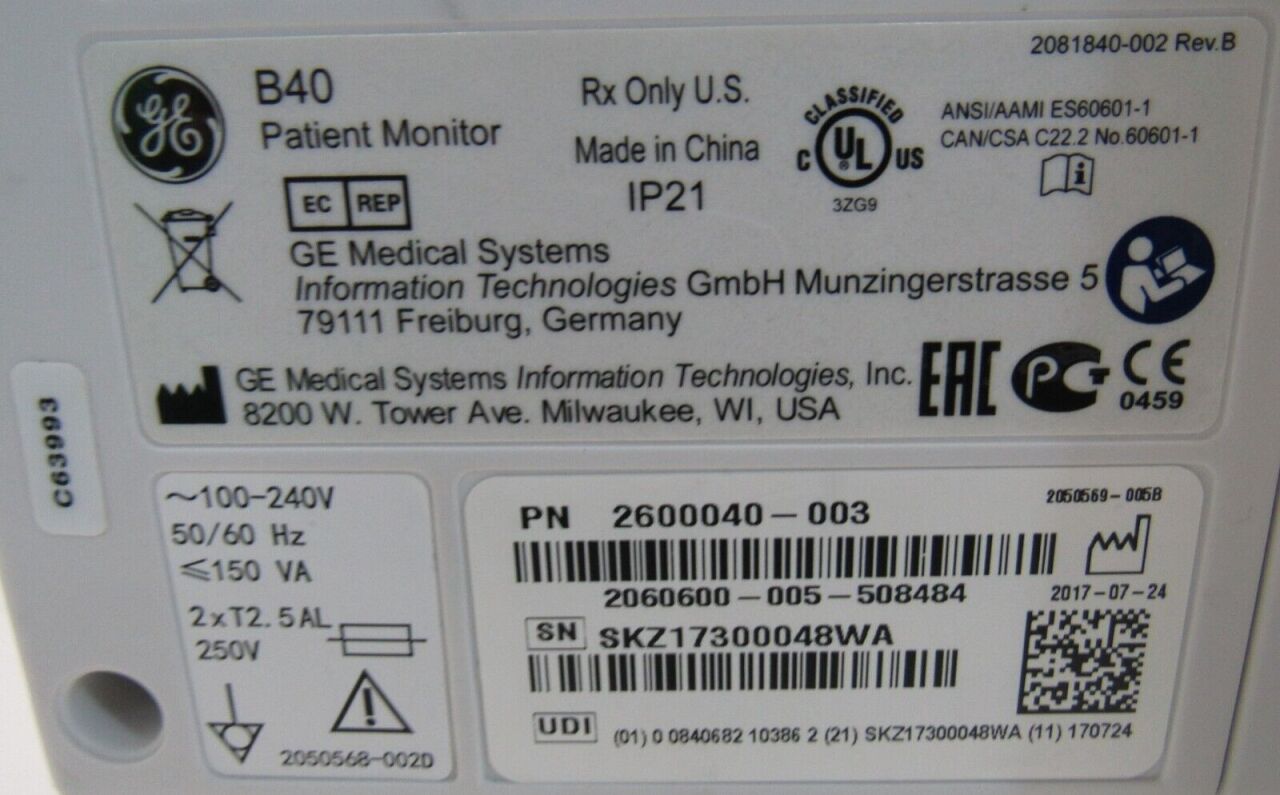 2081840-002 Rev.B
GE
B40
Patient Monitor
Rx Only U.S.
Made in China
IP21
CLASSIFIED
C UL US
®
3ZG9
ANSI/AAMI ES60601-1
CAN/CSA C22.2 No.60601-1
i
EC REP
GE Medical Systems
Information Technologies GmbH Munzingerstrasse 5
79111 Freiburg, Germany
GE Medical Systems Information Technologies, Inc.
8200 W. Tower Ave. Milwaukee, WI, USA
EAC
PCT
CE
0459
C63993
~100-240V
50/60 Hz
≤150 VA
2xT2.5AL
250V
!
2050568-002D
2050569-005B
PN 2600040-003
2060600-005-508484
2017-07-24
SN SKZ17300048WA
UDI (01) 0 0840682 10386 2 (21) SKZ17300048WA (11) 170724